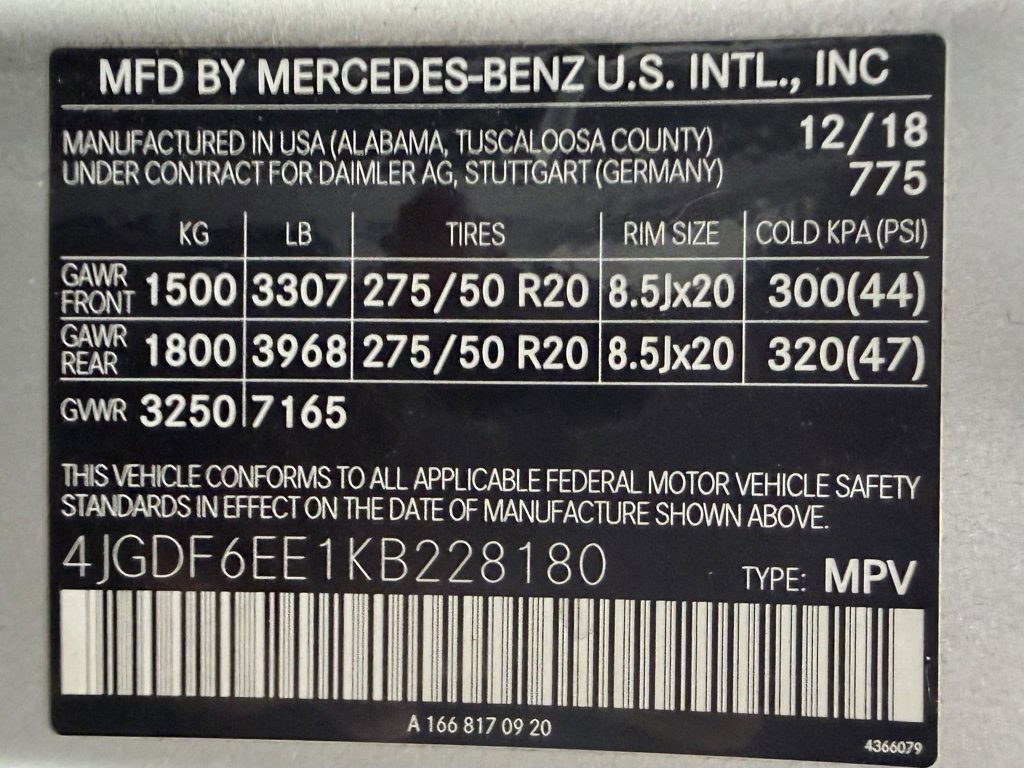 MFD BY MERCEDES-BENZ U.S. INTL., INC
MANUFACTURED IN USA (ALABAMA, TUSCALOOSA COUNTY) 12/18
UNDER CONTRACT FOR DAIMLER AG, STUTTGART (GERMANY) 775
KG LB TIRES RIM SIZE COLD KPA (PSI)
GAWR FRONT 1500 3307 275/50 R20 8.5Jx20 300(44)
GAWR REAR 1800 3968 275/50 R20 8.5Jx20 320(47)
GVWR 3250 7165
THIS VEHICLE CONFORMS TO ALL APPLICABLE FEDERAL MOTOR VEHICLE SAFETY
STANDARDS IN EFFECT ON THE DATE OF MANUFACTURE SHOWN ABOVE.
4JGDF6EE1KB228180 TYPE: MPV
A 166 817 09 20
4366079